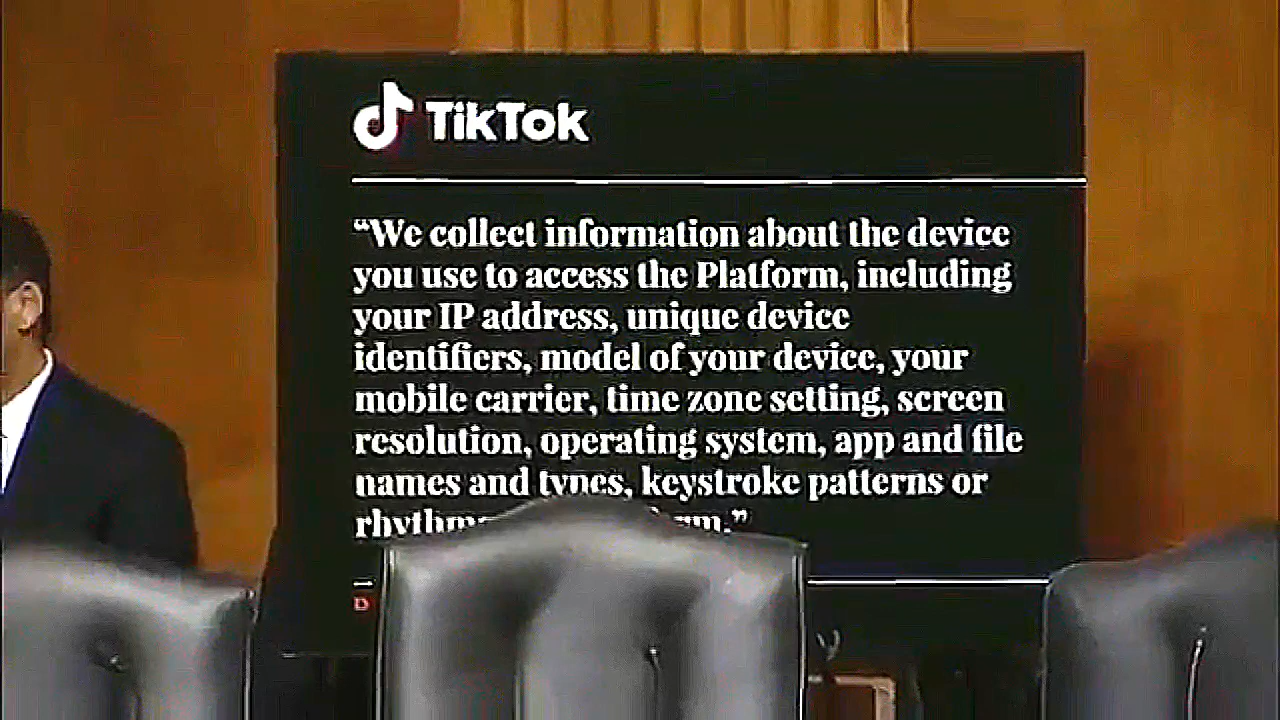 TikTok
“We collect information about the device
you use to access the Platform, including
your IP address, unique device
identifiers, model of your device, your
mobile carrier, time zone setting, screen
resolution, operating system, app and file
names and types, keystroke patterns or
D